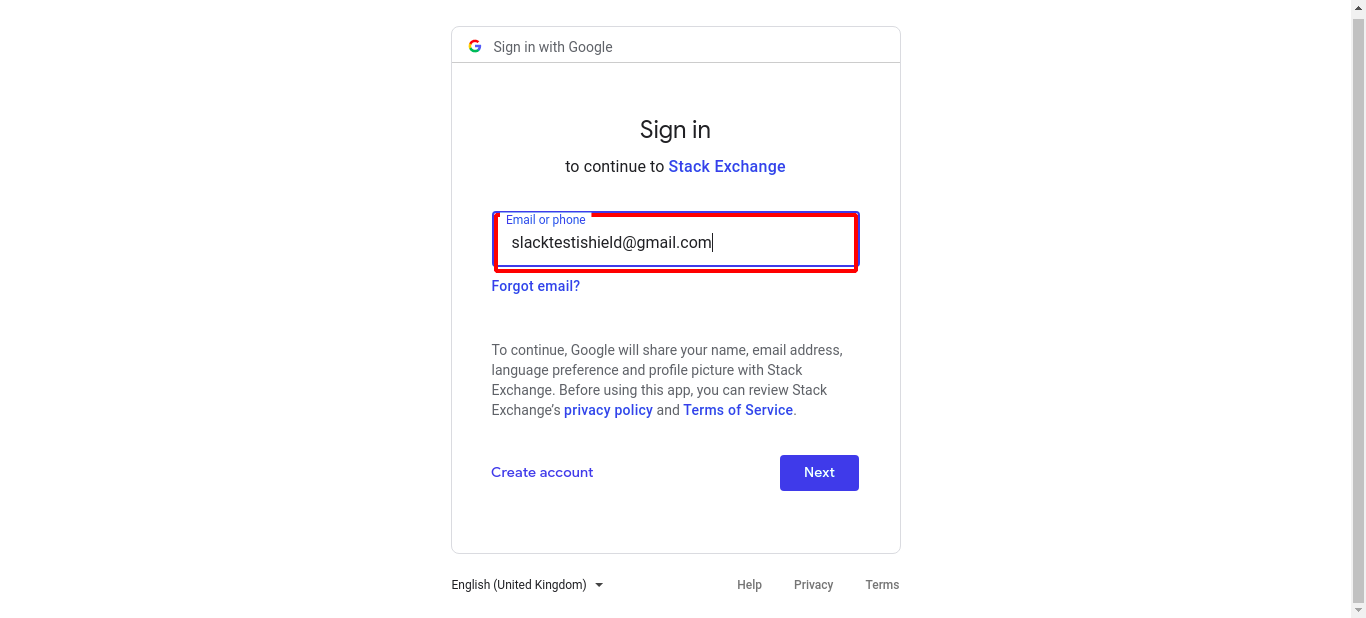 Sign in with Google
Sign in
to continue to Stack Exchange
Email or phone
slacktestishield@gmail.com
Forgot email?
To continue, Google will share your name, email address,
language preference and profile picture with Stack
Exchange. Before using this app, you can review Stack
Exchange’s privacy policy and Terms of Service.
Create account
Next
English (United Kingdom)
Help
Privacy
Terms